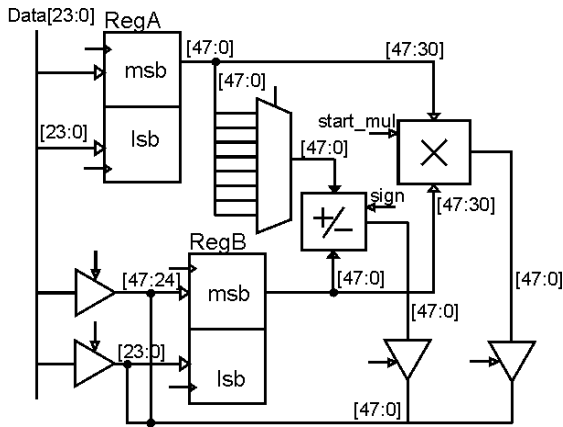 Data[23:0]
RegA
[47:0]
[47:30]
msb
[47:0]
[23:0]
lsb
start_mul
×
[47:0]
sign
[47:30]
+/-
RegB
[47:24]
msb
[47:0]
[47:0]
[47:0]
[23:0]
lsb
[47:0]